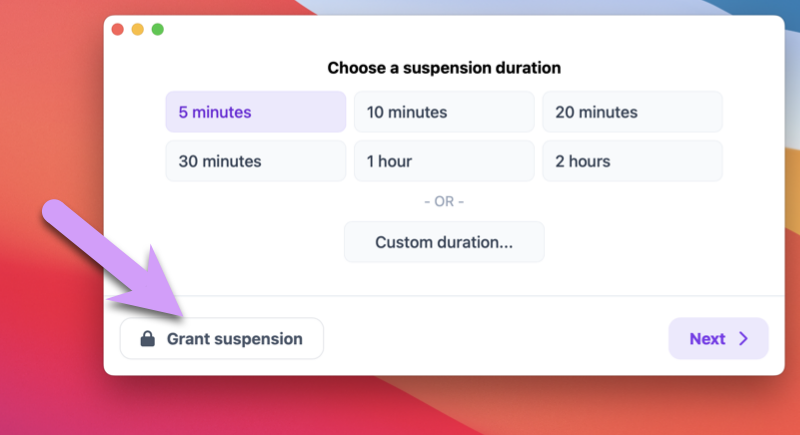 Choose a suspension duration
5 minutes
10 minutes
20 minutes
30 minutes
1 hour
2 hours
- OR -
Custom duration...
Grant suspension
Next